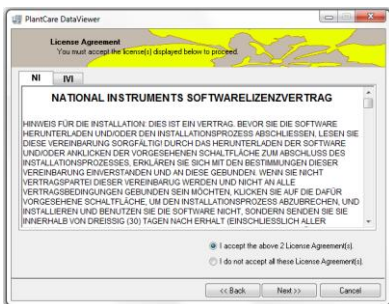 PlantCare DataViewer
License Agreement
You must accept the license(s) displayed below to proceed.
NI
IVI
NATIONAL INSTRUMENTS SOFTWARELIZENZVERTRAG
HINWEIS FÜR DIE INSTALLATION: DIES IST EIN VERTRAG. BEVOR SIE DIE SOFTWARE
HERUNTERLADEN UND/ODER DEN INSTALLATIONSPROZESS ABSCHLIESSEN, LESEN SIE
DIESE VEREINBARUNG SORGFÄLTIG! DURCH DAS HERUNTERLADEN DER SOFTWARE
UND/ODER ANKLICKEN DER VORGESEHENEN SCHALTFLÄCHE ZUM ABSCHLUSS DES
INSTALLATIONSPROZESSES, ERKLÄREN SIE SICH MIT DEN BESTIMMUNGEN DIESER
VEREINBARUNG EINVERSTANDEN UND AN DIESE GEBUNDEN. WENN SIE NICHT
VERTRAGSPARTEI DIESER VEREINBARUG WERDEN UND NICHT AN ALLE
VERTRAGSBEDINGUNGEN GEBUNDEN SEIN MÖCHTEN, KLICKEN SIE AUF DIE DAFÜR
VORGESEHENE SCHALTFLÄCHE, UM DEN INSTALLATIONSPROZESS ABZUBRECHEN, UND
INSTALLIEREN UND BENUTZEN SIE DIE SOFTWARE NICHT, SONDERN SENDEN SIE SIE
INNERHALB VON DREISSIG (30) TAGEN NACH ERHALT (EINSCHLIESSLICH ALLER
I accept the above 2 License Agreement(s).
I do not accept all these License Agreement(s).
<< Back
Next >>
Cancel